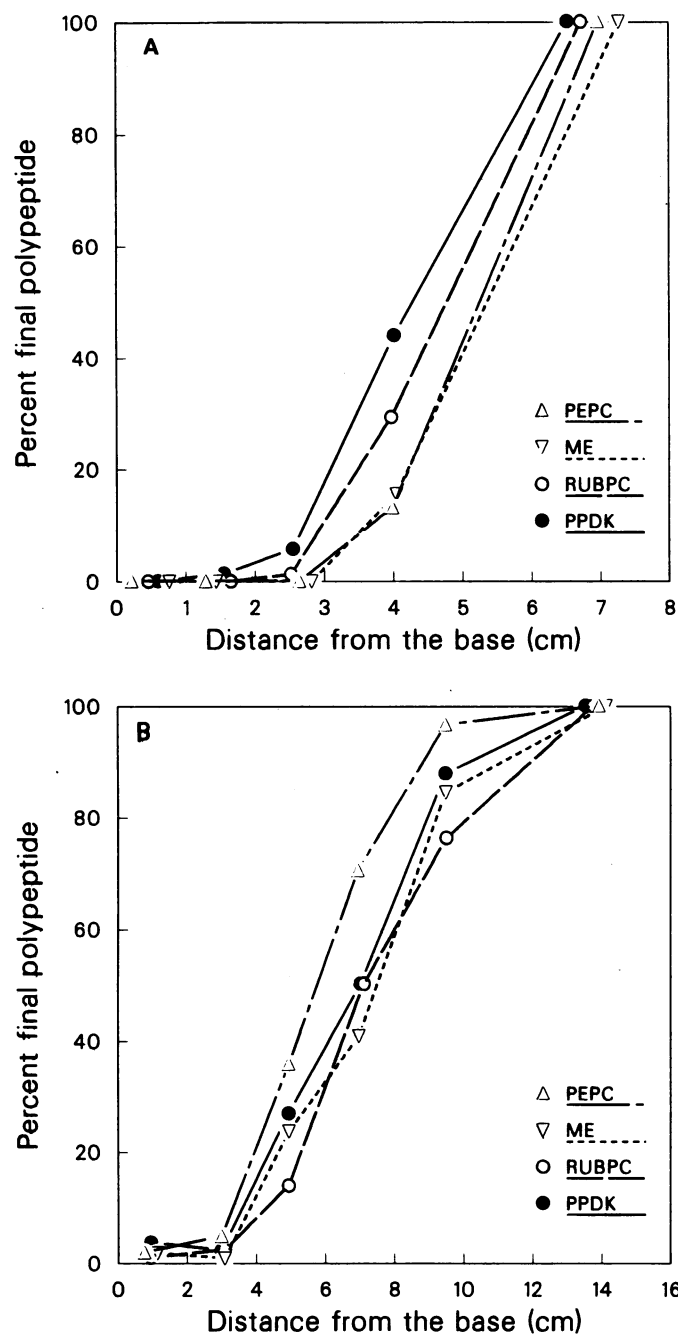 A
Percent final polypeptide
100
80
60
40
20
0
PEPC
ME
RUBPC
PPDK
0 1 2 3 4 5 6 7 8
Distance from the base (cm)
B
Percent final polypeptide
100
80
60
40
20
0
PEPC
ME
RUBPC
PPDK
0 2 4 6 8 10 12 14 16
Distance from the base (cm)